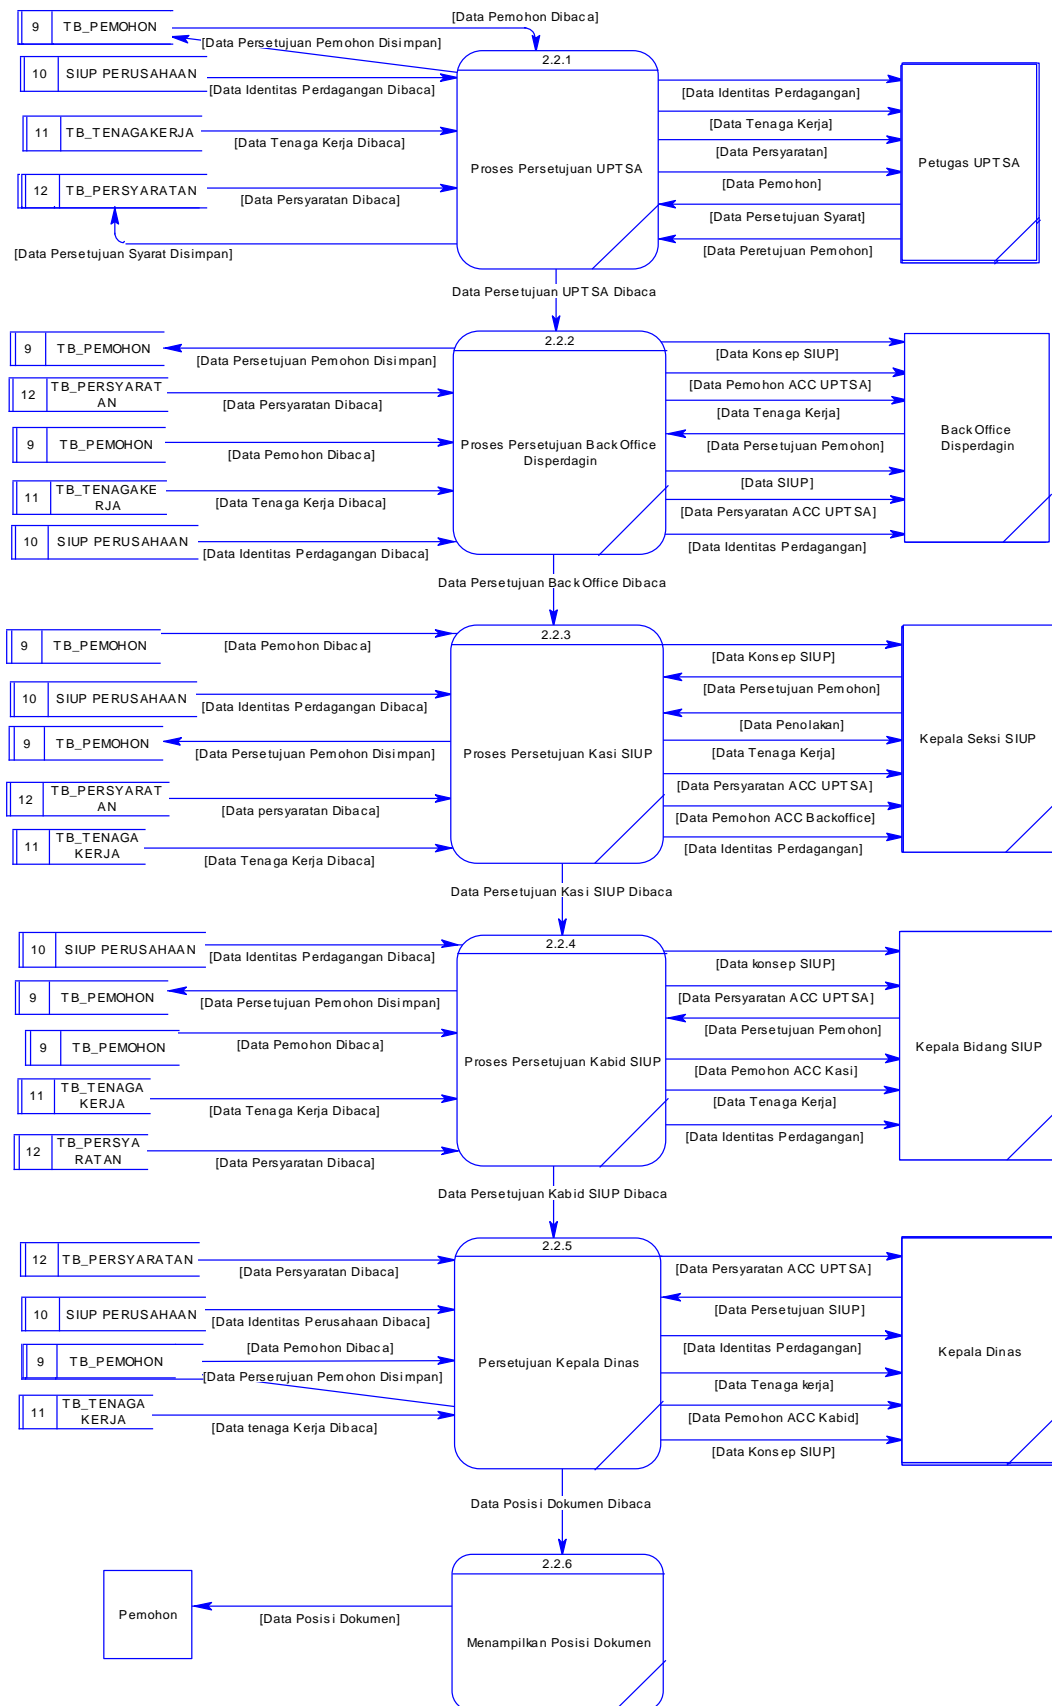 [Data Pemohon Dibaca]
9 TB_PEMOHON
[Data Persetujuan Pemohon Disimpan]
2.2.1
10 SIUP PERUSAHAAN
[Data Identitas Perdagangan Dibaca]
[Data Identitas Perdagangan]
11 TB_TENAGAKERJA
[Data Tenaga Kerja Dibaca]
[Data Tenaga Kerja]
[Data Persyaratan]
Proses Persetujuan UPTSA
Petugas UPTSA
12 TB_PERSYARATAN
[Data Persyaratan Dibaca]
[Data Pemohon]
[Data Persetujuan Syarat]
[Data Persetujuan Syarat Disimpan]
[Data Peretujuan Pemohon]
Data Persetujuan UPTSA Dibaca
2.2.2
9 TB_PEMOHON
[Data Persetujuan Pemohon Disimpan]
[Data Konsep SIUP]
12 TB_PERSYARAT
AN
[Data Persyaratan Dibaca]
[Data Pemohon ACC UPTSA]
[Data Tenaga Kerja]
9 TB_PEMOHON
[Data Pemohon Dibaca]
Proses Persetujuan Back Office
Disperdagin
[Data Persetujuan Pemohon]
Back Office
Disperdagin
[Data SIUP]
11 TB_TENAGAKE
RJA
[Data Tenaga Kerja Dibaca]
[Data Persyaratan ACC UPTSA]
10 SIUP PERUSAHAAN
[Data Identitas Perdagangan Dibaca]
[Data Identitas Perdagangan]
Data Persetujuan Back Office Dibaca
2.2.3
9 TB_PEMOHON
[Data Pemohon Dibaca]
[Data Konsep SIUP]
10 SIUP PERUSAHAAN
[Data Identitas Perdagangan Dibaca]
[Data Persetujuan Pemohon]
[Data Penolakan]
9 TB_PEMOHON
[Data Persetujuan Pemohon Disimpan]
Proses Persetujuan Kasi SIUP
[Data Tenaga Kerja]
Kepala Seksi SIUP
12 TB_PERSYARAT
AN
[Data persyaratan Dibaca]
[Data Persyaratan ACC UPTSA]
[Data Pemohon ACC Backoffice]
11 TB_TENAGA
KERJA
[Data Tenaga Kerja Dibaca]
[Data Identitas Perdagangan]
Data Persetujuan Kasi SIUP Dibaca
2.2.4
10 SIUP PERUSAHAAN
[Data Identitas Perdagangan Dibaca]
[Data konsep SIUP]
9 TB_PEMOHON
[Data Persetujuan Pemohon Disimpan]
[Data Persyaratan ACC UPTSA]
[Data Persetujuan Pemohon]
9 TB_PEMOHON
[Data Pemohon Dibaca]
Proses Persetujuan Kabid SIUP
[Data Pemohon ACC Kasi]
Kepala Bidang SIUP
11 TB_TENAGA
KERJA
[Data Tenaga Kerja Dibaca]
[Data Tenaga Kerja]
12 TB_PERSYA
RATAN
[Data Persyaratan Dibaca]
[Data Identitas Perdagangan]
Data Persetujuan Kabid SIUP Dibaca
2.2.5
12 TB_PERSYARATAN
[Data Persyaratan Dibaca]
[Data Persyaratan ACC UPTSA]
10 SIUP PERUSAHAAN
[Data Identitas Perusahaan Dibaca]
[Data Persetujuan SIUP]
[Data Pemohon Dibaca]
[Data Identitas Perdagangan]
9 TB_PEMOHON
[Data Perserujuan Pemohon Disimpan]
Persetujuan Kepala Dinas
Kepala Dinas
[Data Tenaga kerja]
11 TB_TENAGA
KERJA
[Data tenaga Kerja Dibaca]
[Data Pemohon ACC Kabid]
[Data Konsep SIUP]
Data Posisi Dokumen Dibaca
2.2.6
Pemohon
[Data Posisi Dokumen]
Menampilkan Posisi Dokumen